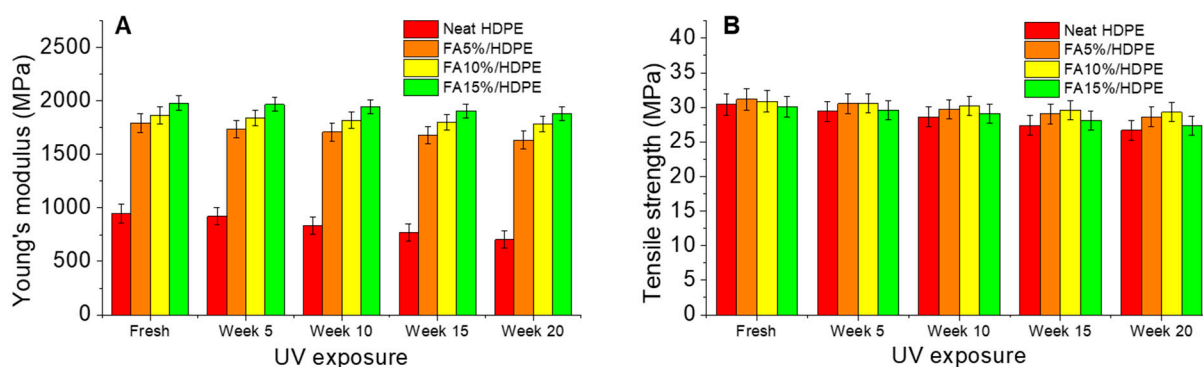 A
Neat HDPE
FA5%/HDPE
FA10%/HDPE
FA15%/HDPE
2500
2000
1500
1000
500
0
Young's modulus (MPa)
Fresh
Week 5
Week 10
Week 15
Week 20
UV exposure
B
Neat HDPE
FA5%/HDPE
FA10%/HDPE
FA15%/HDPE
40
35
30
25
20
15
10
5
0
Tensile strength (MPa)
Fresh
Week 5
Week 10
Week 15
Week 20
UV exposure